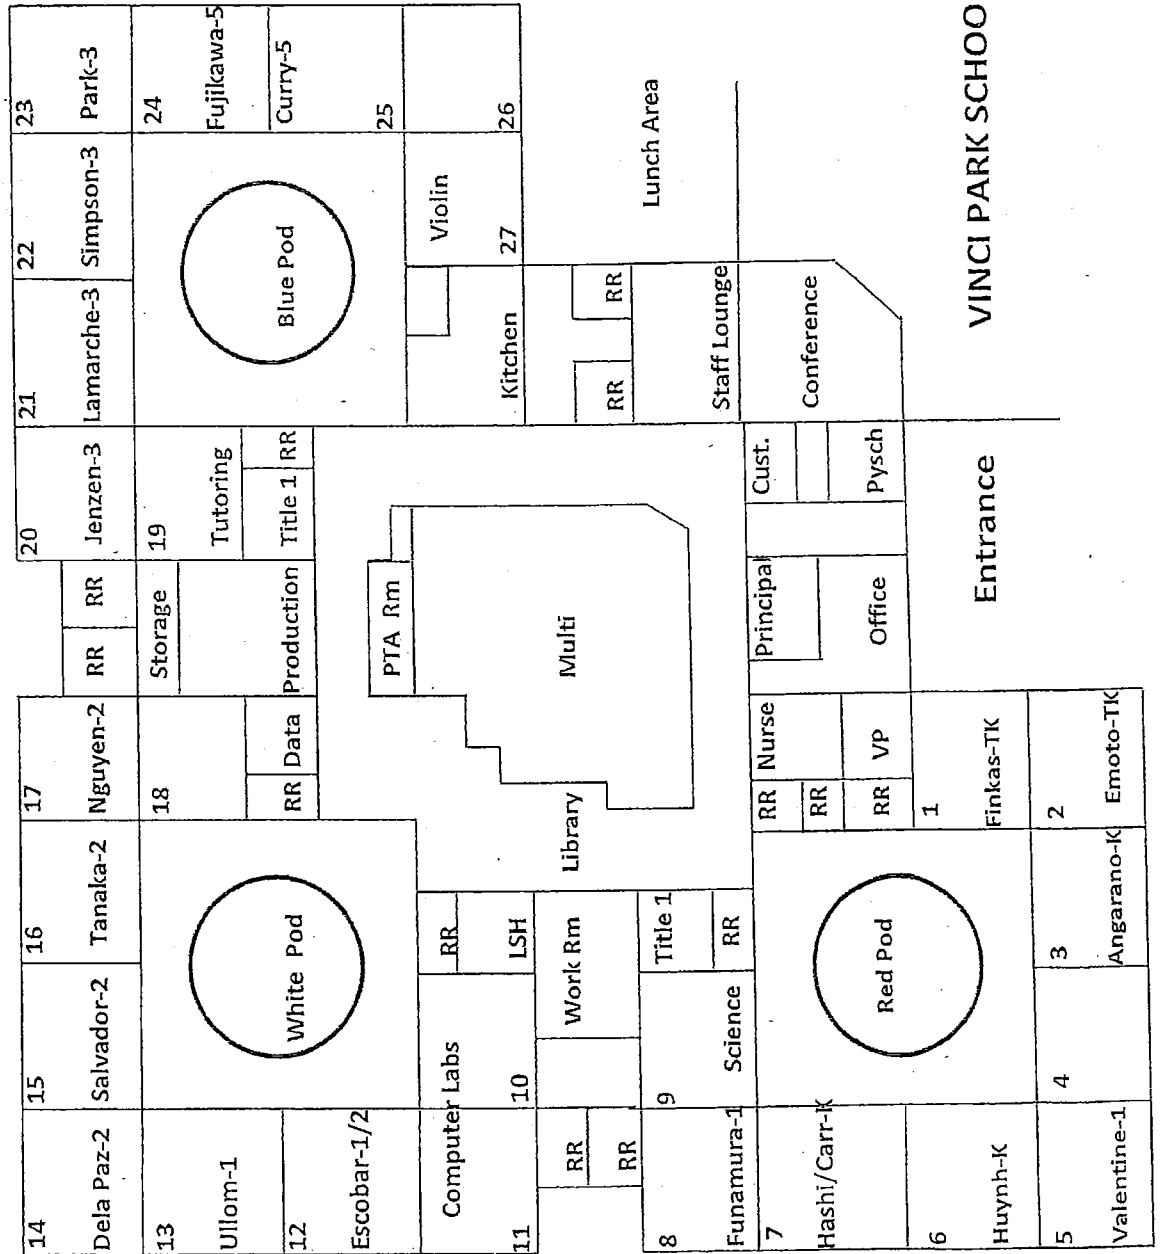 14
Dela Paz-2
15
Salvador-2
16
Tanaka-2
17
Nguyen-2
RR
RR
20
Jenzen-3
21
Lamarche-3
22
Simpson-3
23
Park-3
13
Ullom-1
12
Escobar-1/2
White Pod
18
RR
Data
Storage
Production
19
Tutoring
Title 1
RR
Blue Pod
24
Fujikawa-5
Curry-5
25
11
Computer Labs
10
RR
LSH
Library
PTA Rm
Multi
Kitchen
Violin
27
26
RR
RR
Work Rm
RR
RR
Lunch Area
8
Funamura-1
9
Science
Title 1
RR
Staff Lounge
7
Hashi/Carr-K
6
Huynh-K
Red Pod
RR
RR
RR
Nurse
VP
Principal
Office
Cust.
Pysch
Conference
1
Finkas-TK
Entrance
VINCI PARK SCHOO
5
Valentine-1
4
3
Angarano-K
2
Emoto-TK